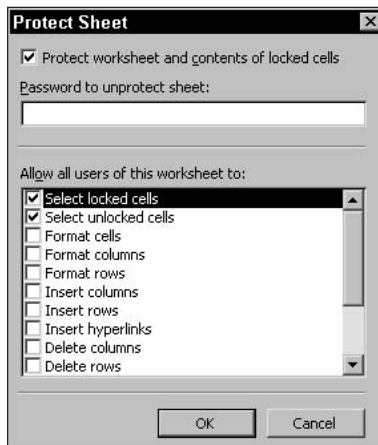 Protect Sheet
Protect worksheet and contents of locked cells
Password to unprotect sheet:
Allow all users of this worksheet to:
Select locked cells
Select unlocked cells
Format cells
Format columns
Format rows
Insert columns
Insert rows
Insert hyperlinks
Delete columns
Delete rows
OK Cancel